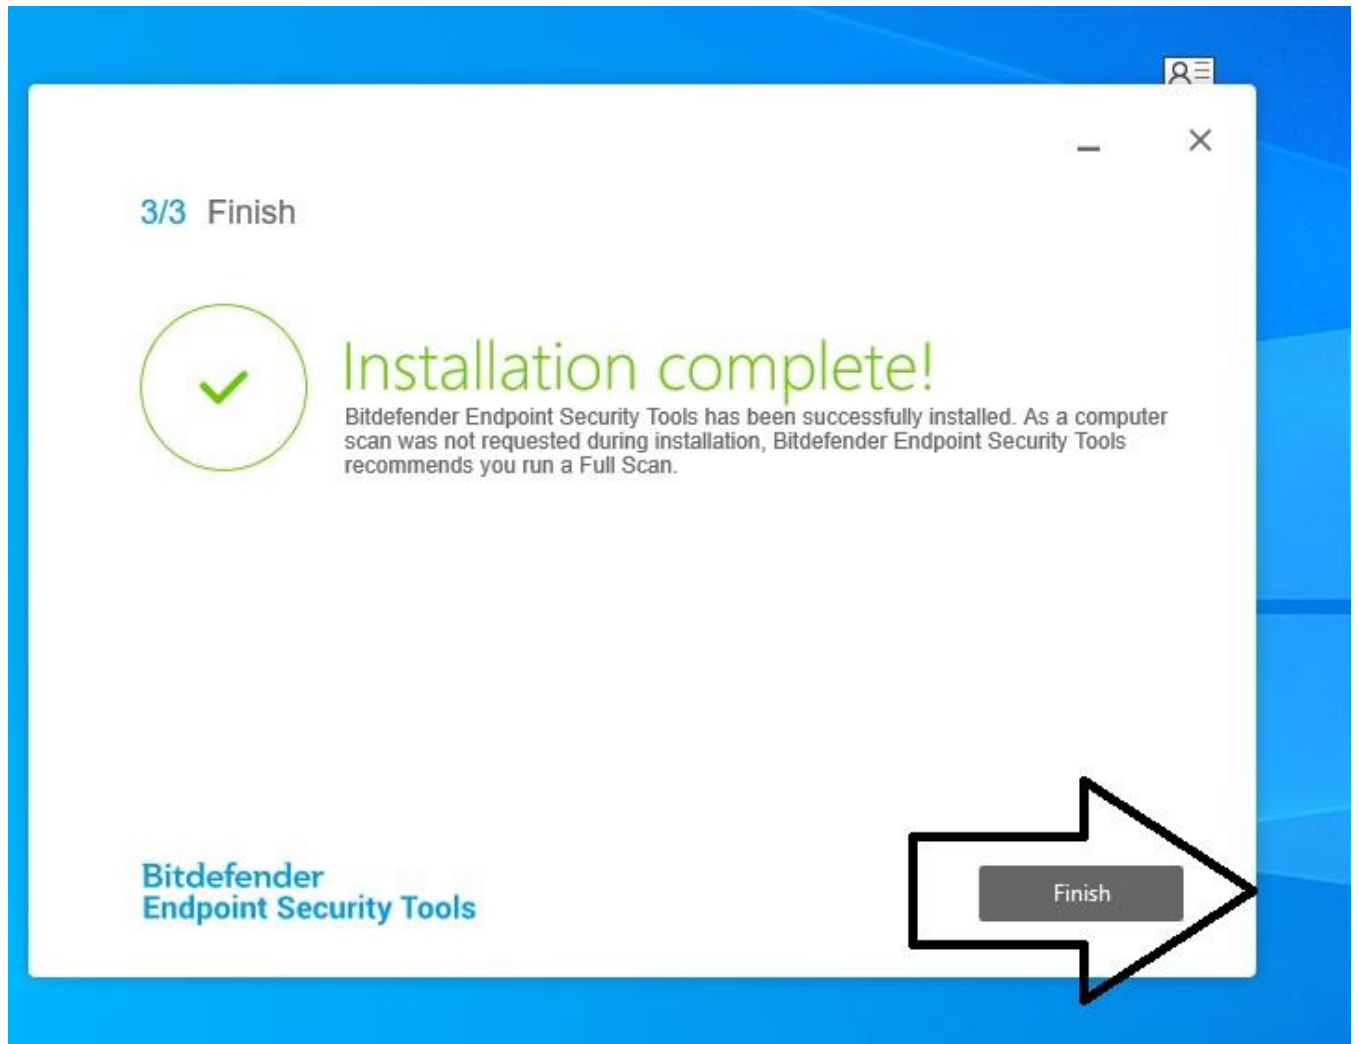 3/3 Finish
Installation complete!
Bitdefender Endpoint Security Tools has been successfully installed. As a computer
scan was not requested during installation, Bitdefender Endpoint Security Tools
recommends you run a Full Scan.
Bitdefender
Endpoint Security Tools
Finish